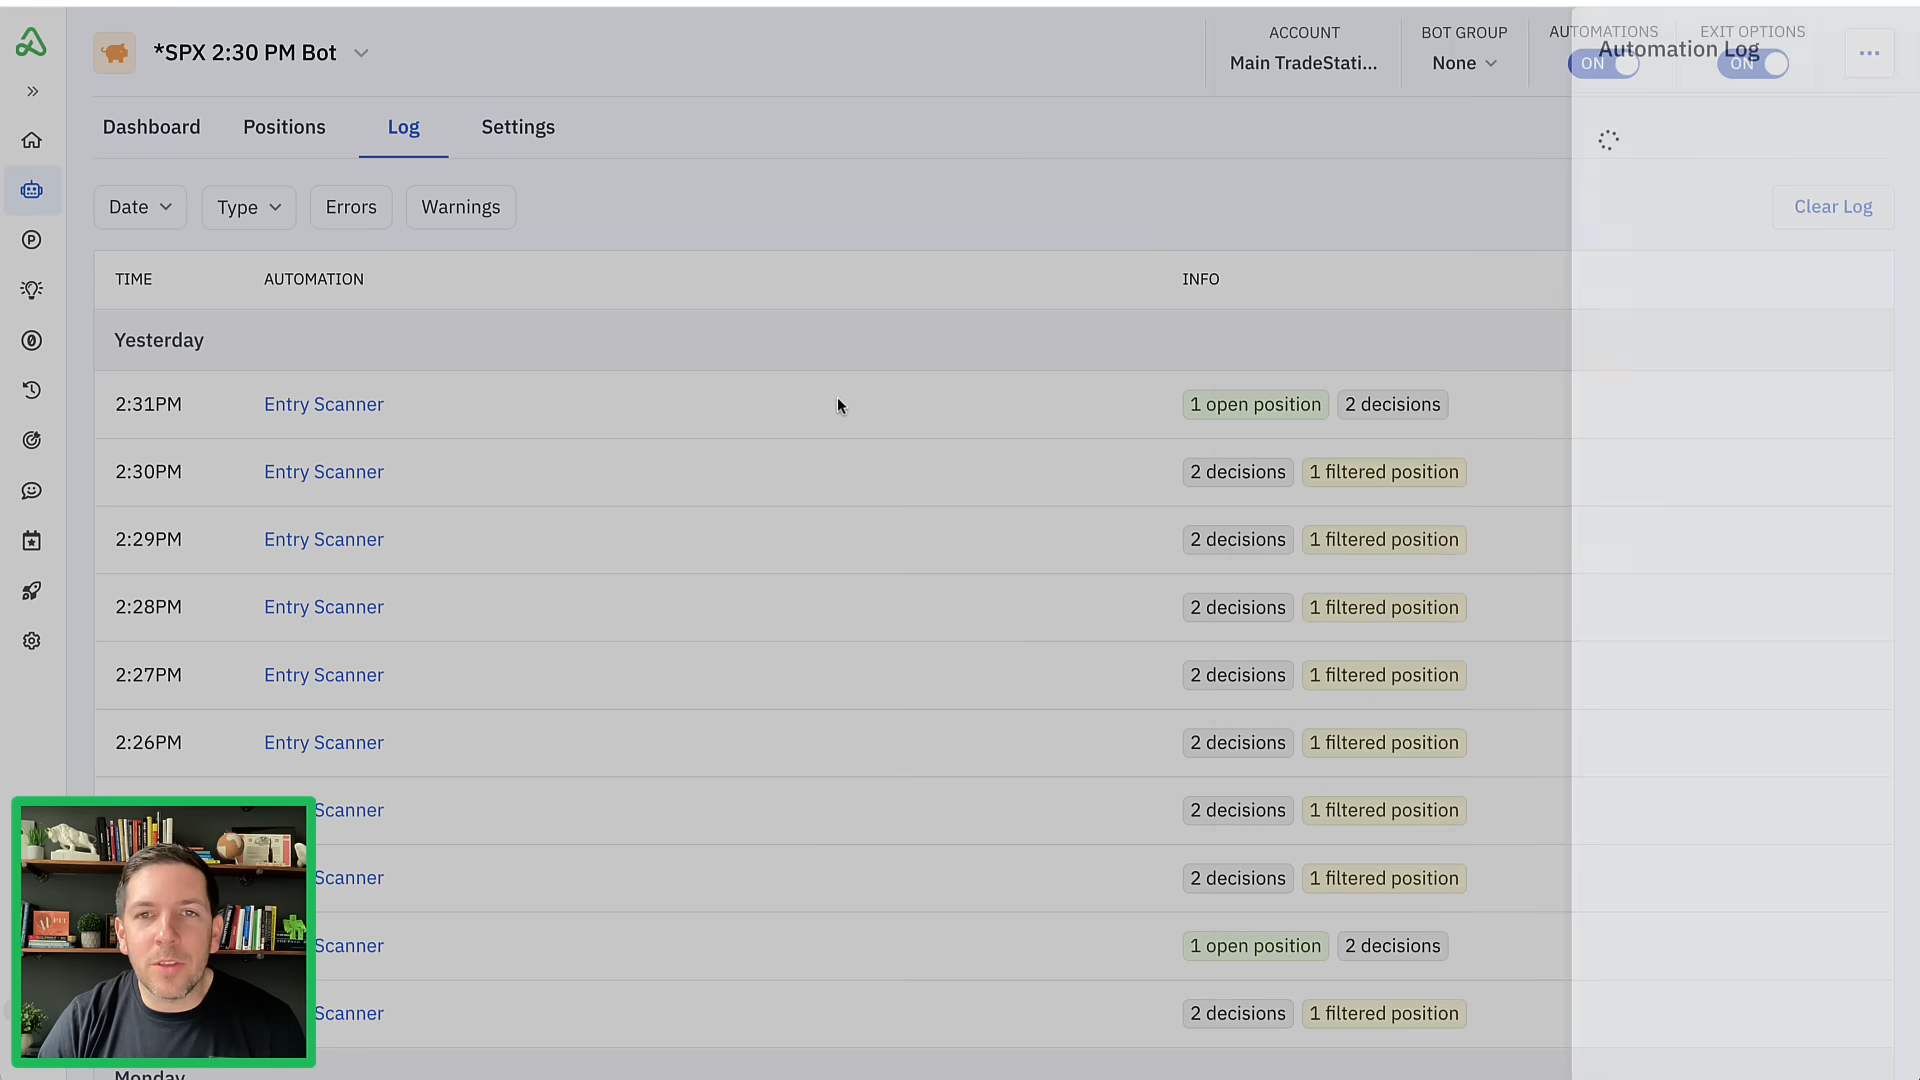 *SPX 2:30 PM Bot
ACCOUNT
Main TradeStati...
BOT GROUP
None
AUTOMATIONS
ON
EXIT OPTIONS
ON
Automation Log
Dashboard
Positions
Log
Settings
Date
Type
Errors
Warnings
Clear Log
TIME AUTOMATION INFO
Yesterday
2:31PM Entry Scanner 1 open position 2 decisions
2:30PM Entry Scanner 2 decisions 1 filtered position
2:29PM Entry Scanner 2 decisions 1 filtered position
2:28PM Entry Scanner 2 decisions 1 filtered position
2:27PM Entry Scanner 2 decisions 1 filtered position
2:26PM Entry Scanner 2 decisions 1 filtered position
Scanner 2 decisions 1 filtered position
Scanner 2 decisions 1 filtered position
Scanner 1 open position 2 decisions
Scanner 2 decisions 1 filtered position
Monday